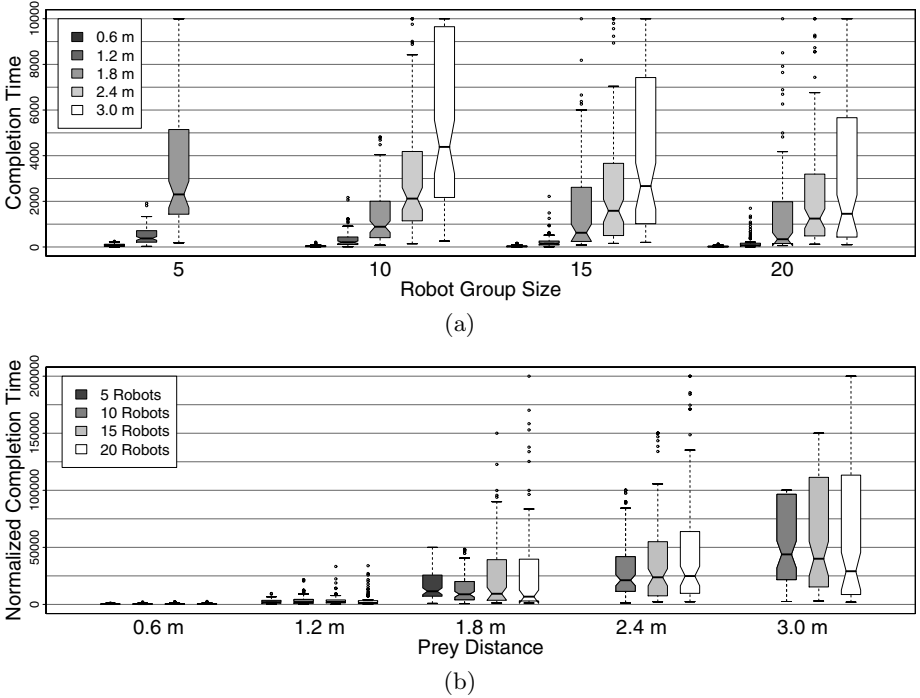 Completion Time
10000
8000
6000
4000
2000
0
0.6 m
1.2 m
1.8 m
2.4 m
3.0 m
5
10
15
20
Robot Group Size
(a)
Normalized Completion Time
200000
150000
100000
50000
0
5 Robots
10 Robots
15 Robots
20 Robots
0.6 m
1.2 m
1.8 m
2.4 m
3.0 m
Prey Distance
(b)